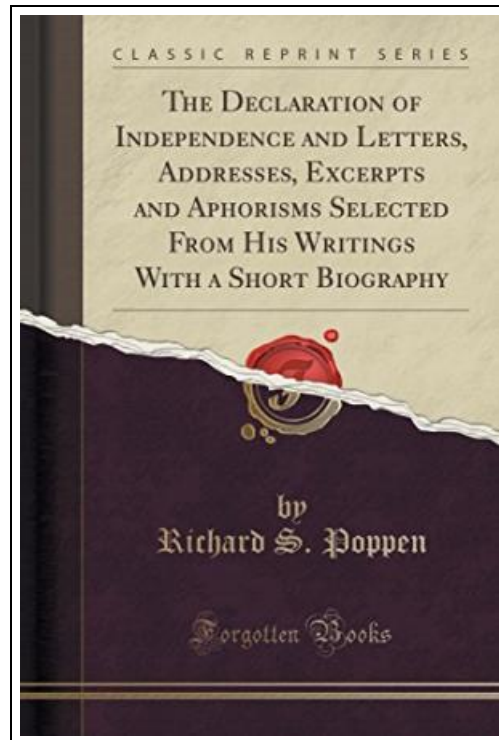 CLASSIC REPRINT SERIES
THE DECLARATION OF
INDEPENDENCE AND LETTERS,
ADDRESSES, EXCERPTS
AND APHORISMS SELECTED
FROM HIS WRITINGS
WITH A SHORT BIOGRAPHY
by
Richard S. Poppen
Forgotten Books